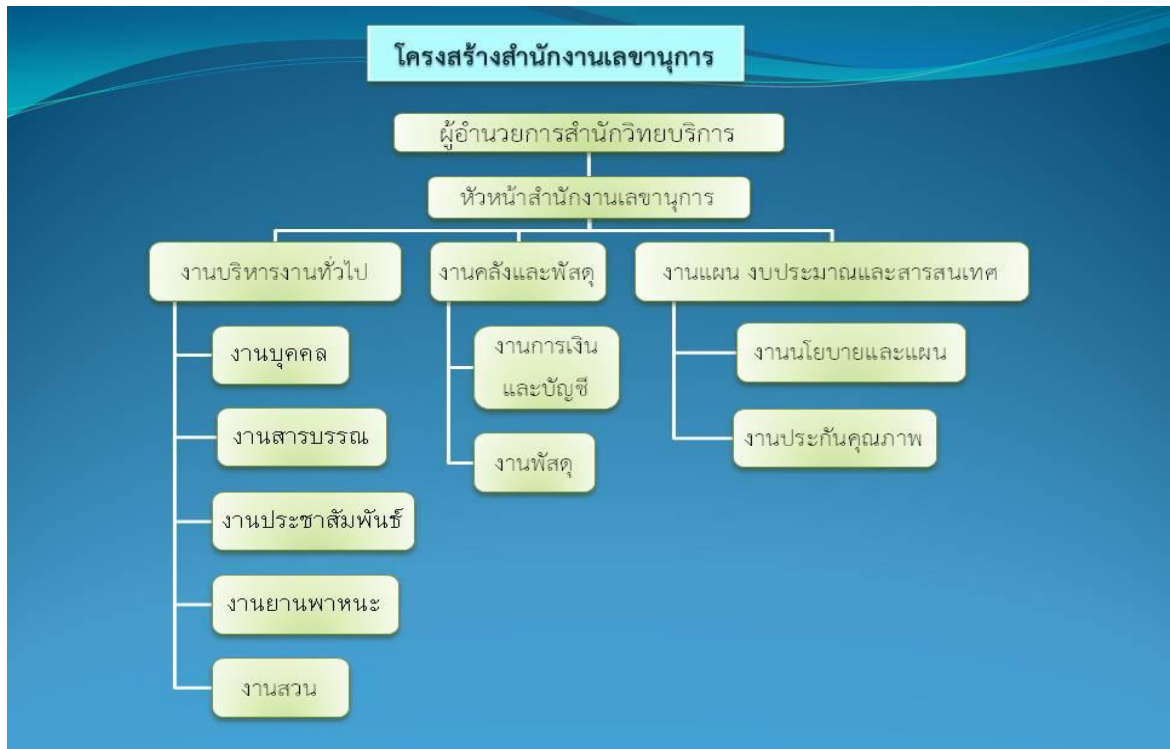 โครงสร้างสำนักงานเลขานุการ
ผู้อำนวยการสำนักวิทยบริการ
หัวหน้าสำนักงานเลขานุการ
งานบริหารงานทั่วไป
งานบุคคล
งานสารบรรณ
งานประชาสัมพันธ์
งานยานพาหนะ
งานสวน
งานคลังและพัสดุ
งานการเงิน
และบัญชี
งานพัสดุ
งานแผน งบประมาณและสารสนเทศ
งานนโยบายและแผน
งานประกันคุณภาพ